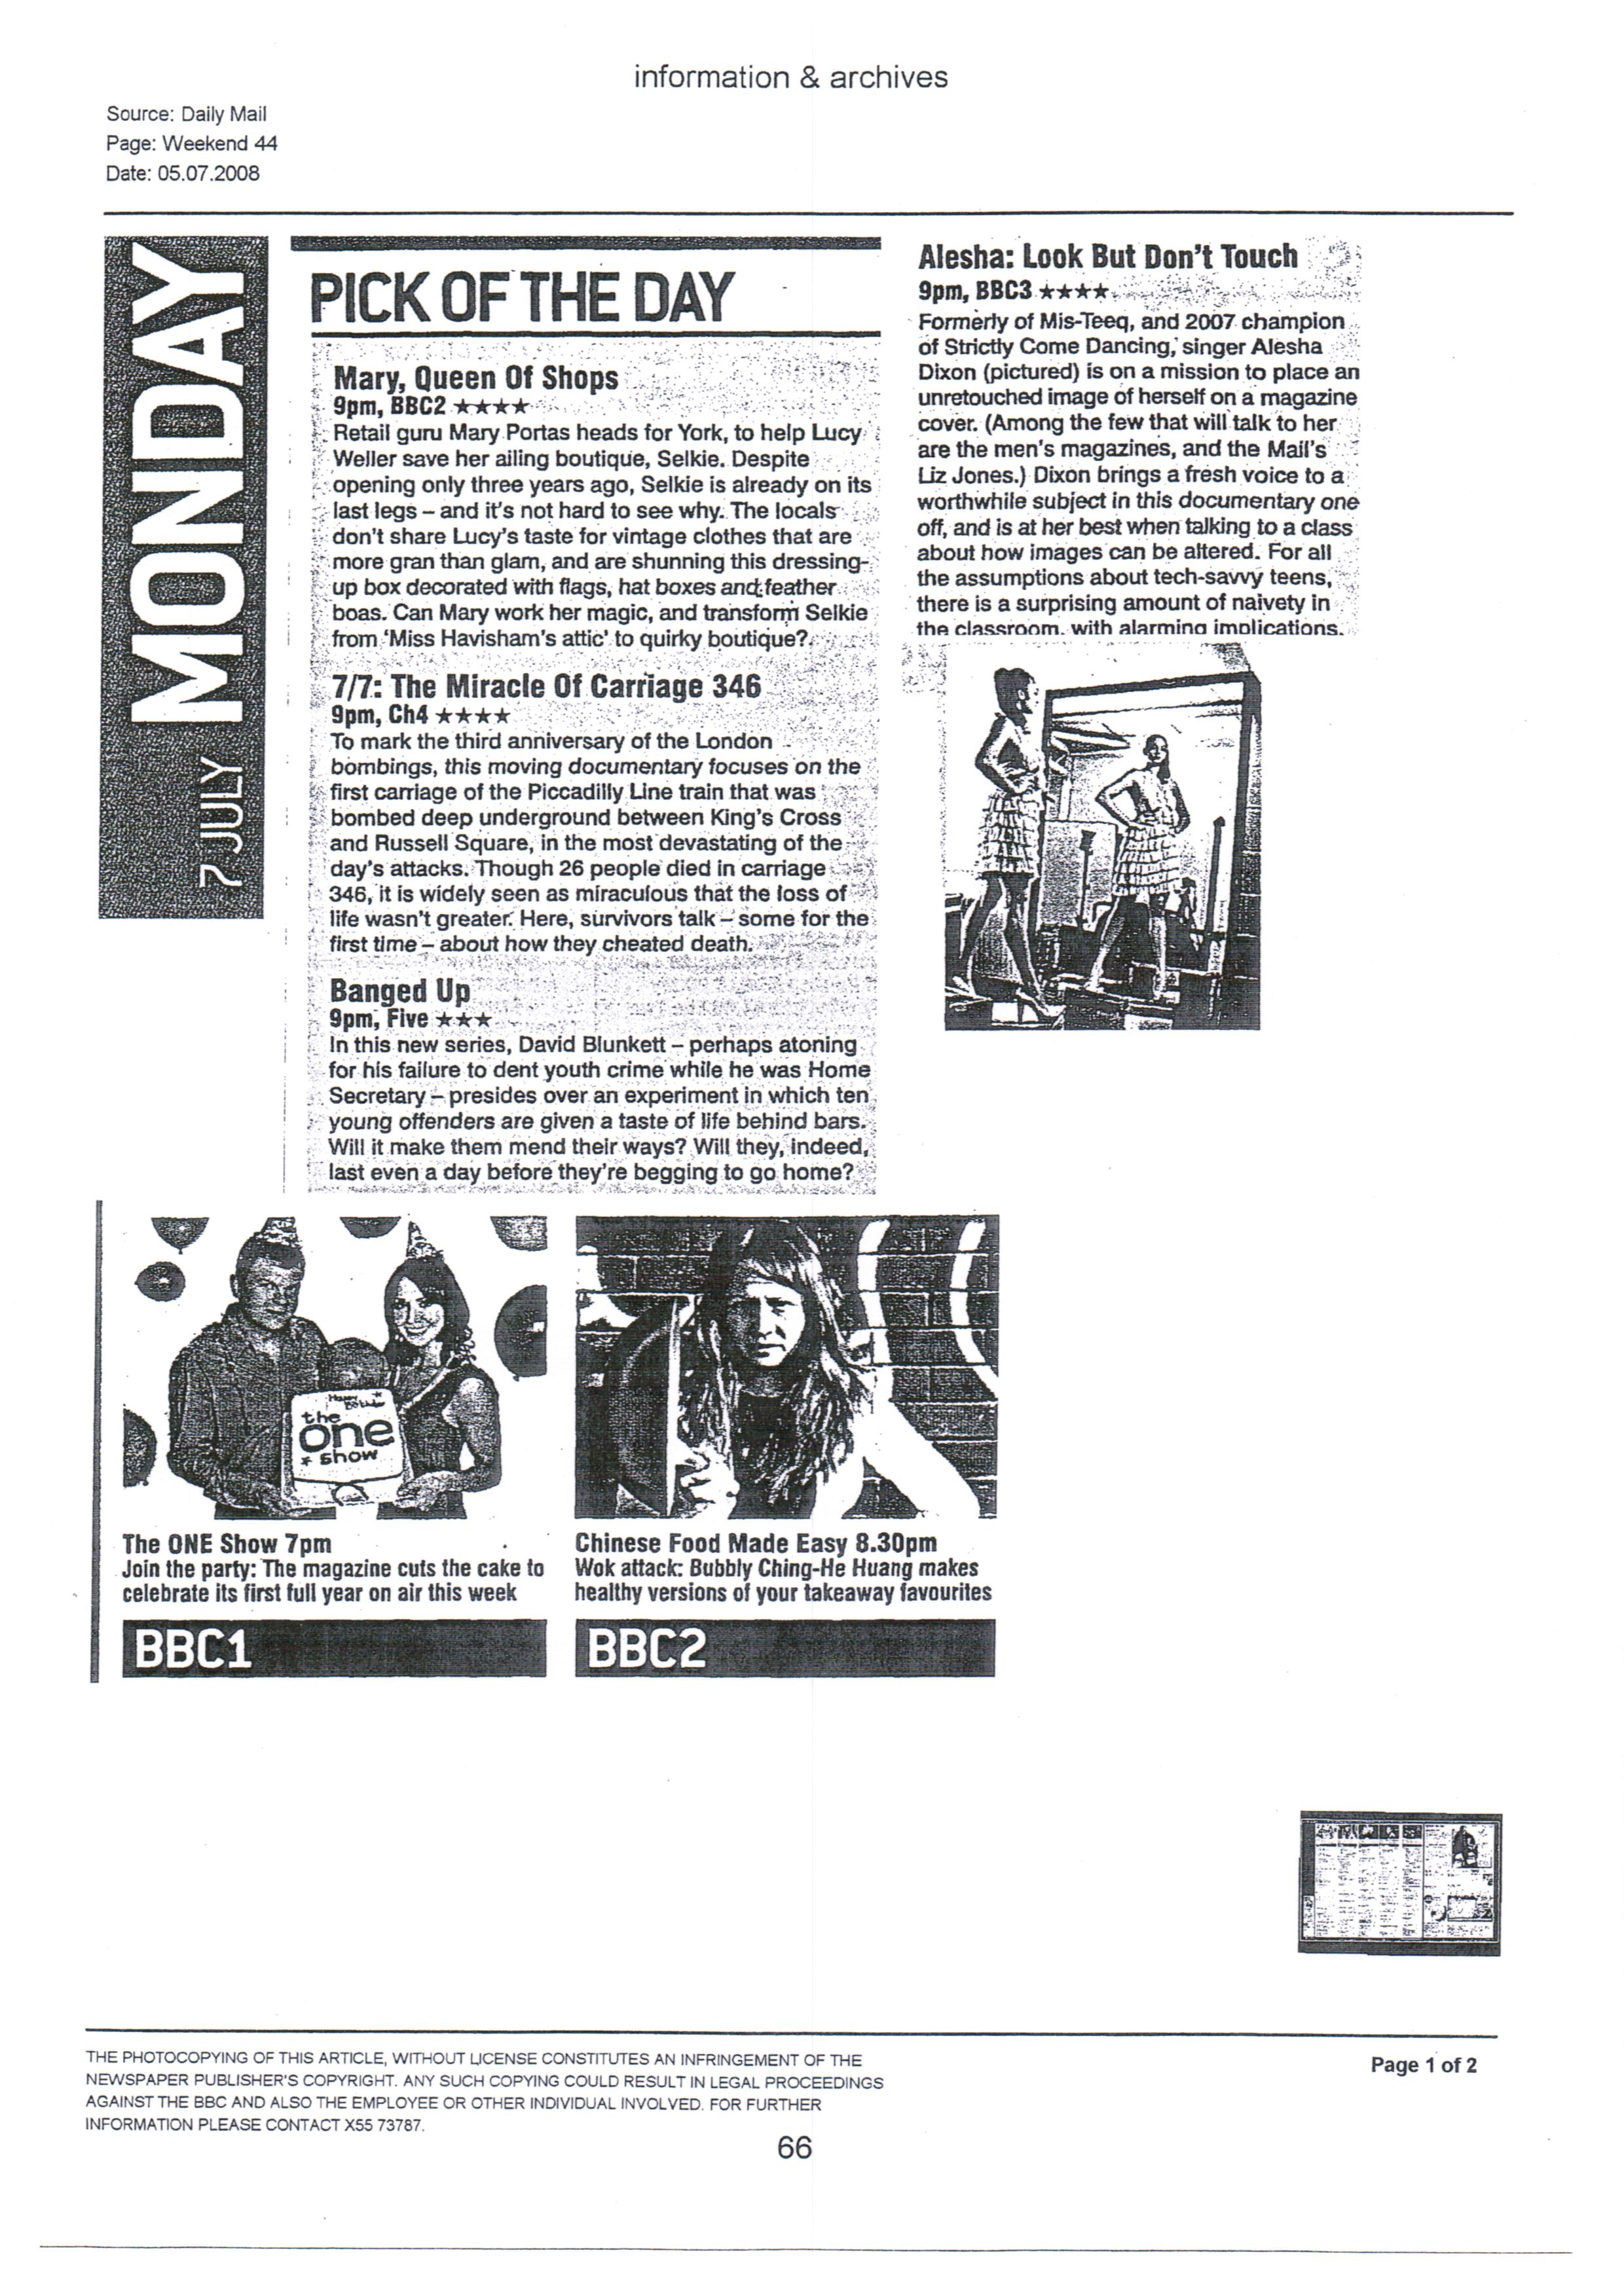 information & archives
Source: Daily Mail
Page: Weekend 44
Date: 05.07.2008
MONDAY
7 JULY
PICK OF THE DAY
Mary, Queen Of Shops
9pm, BBC2 ★★★★
Retail guru Mary Portas heads for York, to help Lucy
Weller save her ailing boutique, Selkie. Despite
opening only three years ago, Selkie is already on its
last legs – and it's not hard to see why. The locals
don't share Lucy's taste for vintage clothes that are
more gran than glam, and are shunning this dressing-
up box decorated with flags, hat boxes and feather
boas. Can Mary work her magic, and transform Selkie
from 'Miss Havisham's attic' to quirky boutique?
7/7: The Miracle Of Carriage 346
9pm, Ch4 ★★★★
To mark the third anniversary of the London
bombings, this moving documentary focuses on the
first carriage of the Piccadilly Line train that was
bombed deep underground between King's Cross
and Russell Square, in the most devastating of the
day's attacks. Though 26 people died in carriage
346, it is widely seen as miraculous that the loss of
life wasn't greater. Here, survivors talk – some for the
first time – about how they cheated death.
Banged Up
9pm, Five ★★★
In this new series, David Blunkett – perhaps atoning
for his failure to dent youth crime while he was Home
Secretary – presides over an experiment in which ten
young offenders are given a taste of life behind bars.
Will it make them mend their ways? Will they, indeed,
last even a day before they're begging to go home?
Alesha: Look But Don't Touch
9pm, BBC3 ★★★★
Formerly of Mis-Teeq, and 2007 champion
of Strictly Come Dancing, singer Alesha
Dixon (pictured) is on a mission to place an
unretouched image of herself on a magazine
cover. (Among the few that will talk to her
are the men's magazines, and the Mail's
Liz Jones.) Dixon brings a fresh voice to a
worthwhile subject in this documentary one
off, and is at her best when talking to a class
about how images can be altered. For all
the assumptions about tech-savvy teens,
there is a surprising amount of naivety in
the classroom, with alarming implications.
Happy
Birthday
the
one
show
The ONE Show 7pm
Join the party: The magazine cuts the cake to
celebrate its first full year on air this week
BBC1
Chinese Food Made Easy 8.30pm
Wok attack: Bubbly Ching-He Huang makes
healthy versions of your takeaway favourites
BBC2
THE PHOTOCOPYING OF THIS ARTICLE, WITHOUT LICENSE CONSTITUTES AN INFRINGEMENT OF THE
NEWSPAPER PUBLISHER'S COPYRIGHT. ANY SUCH COPYING COULD RESULT IN LEGAL PROCEEDINGS
AGAINST THE BBC AND ALSO THE EMPLOYEE OR OTHER INDIVIDUAL INVOLVED. FOR FURTHER
INFORMATION PLEASE CONTACT X55 73787.
Page 1 of 2
66